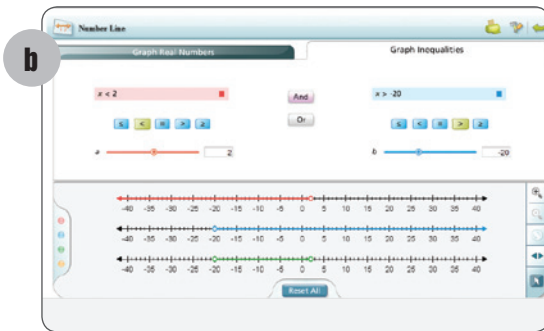 b
Number Line
Graph Real Numbers
Graph Inequalities
x < 2
x > -20
And
Or
≤ < = > ≥
≤ < = > ≥
a
2
b
-20
-40 -35 -30 -25 -20 -15 -10 -5 0 5 10 15 20 25 30 35 40
-40 -35 -30 -25 -20 -15 -10 -5 0 5 10 15 20 25 30 35 40
-40 -35 -30 -25 -20 -15 -10 -5 0 5 10 15 20 25 30 35 40
Reset All